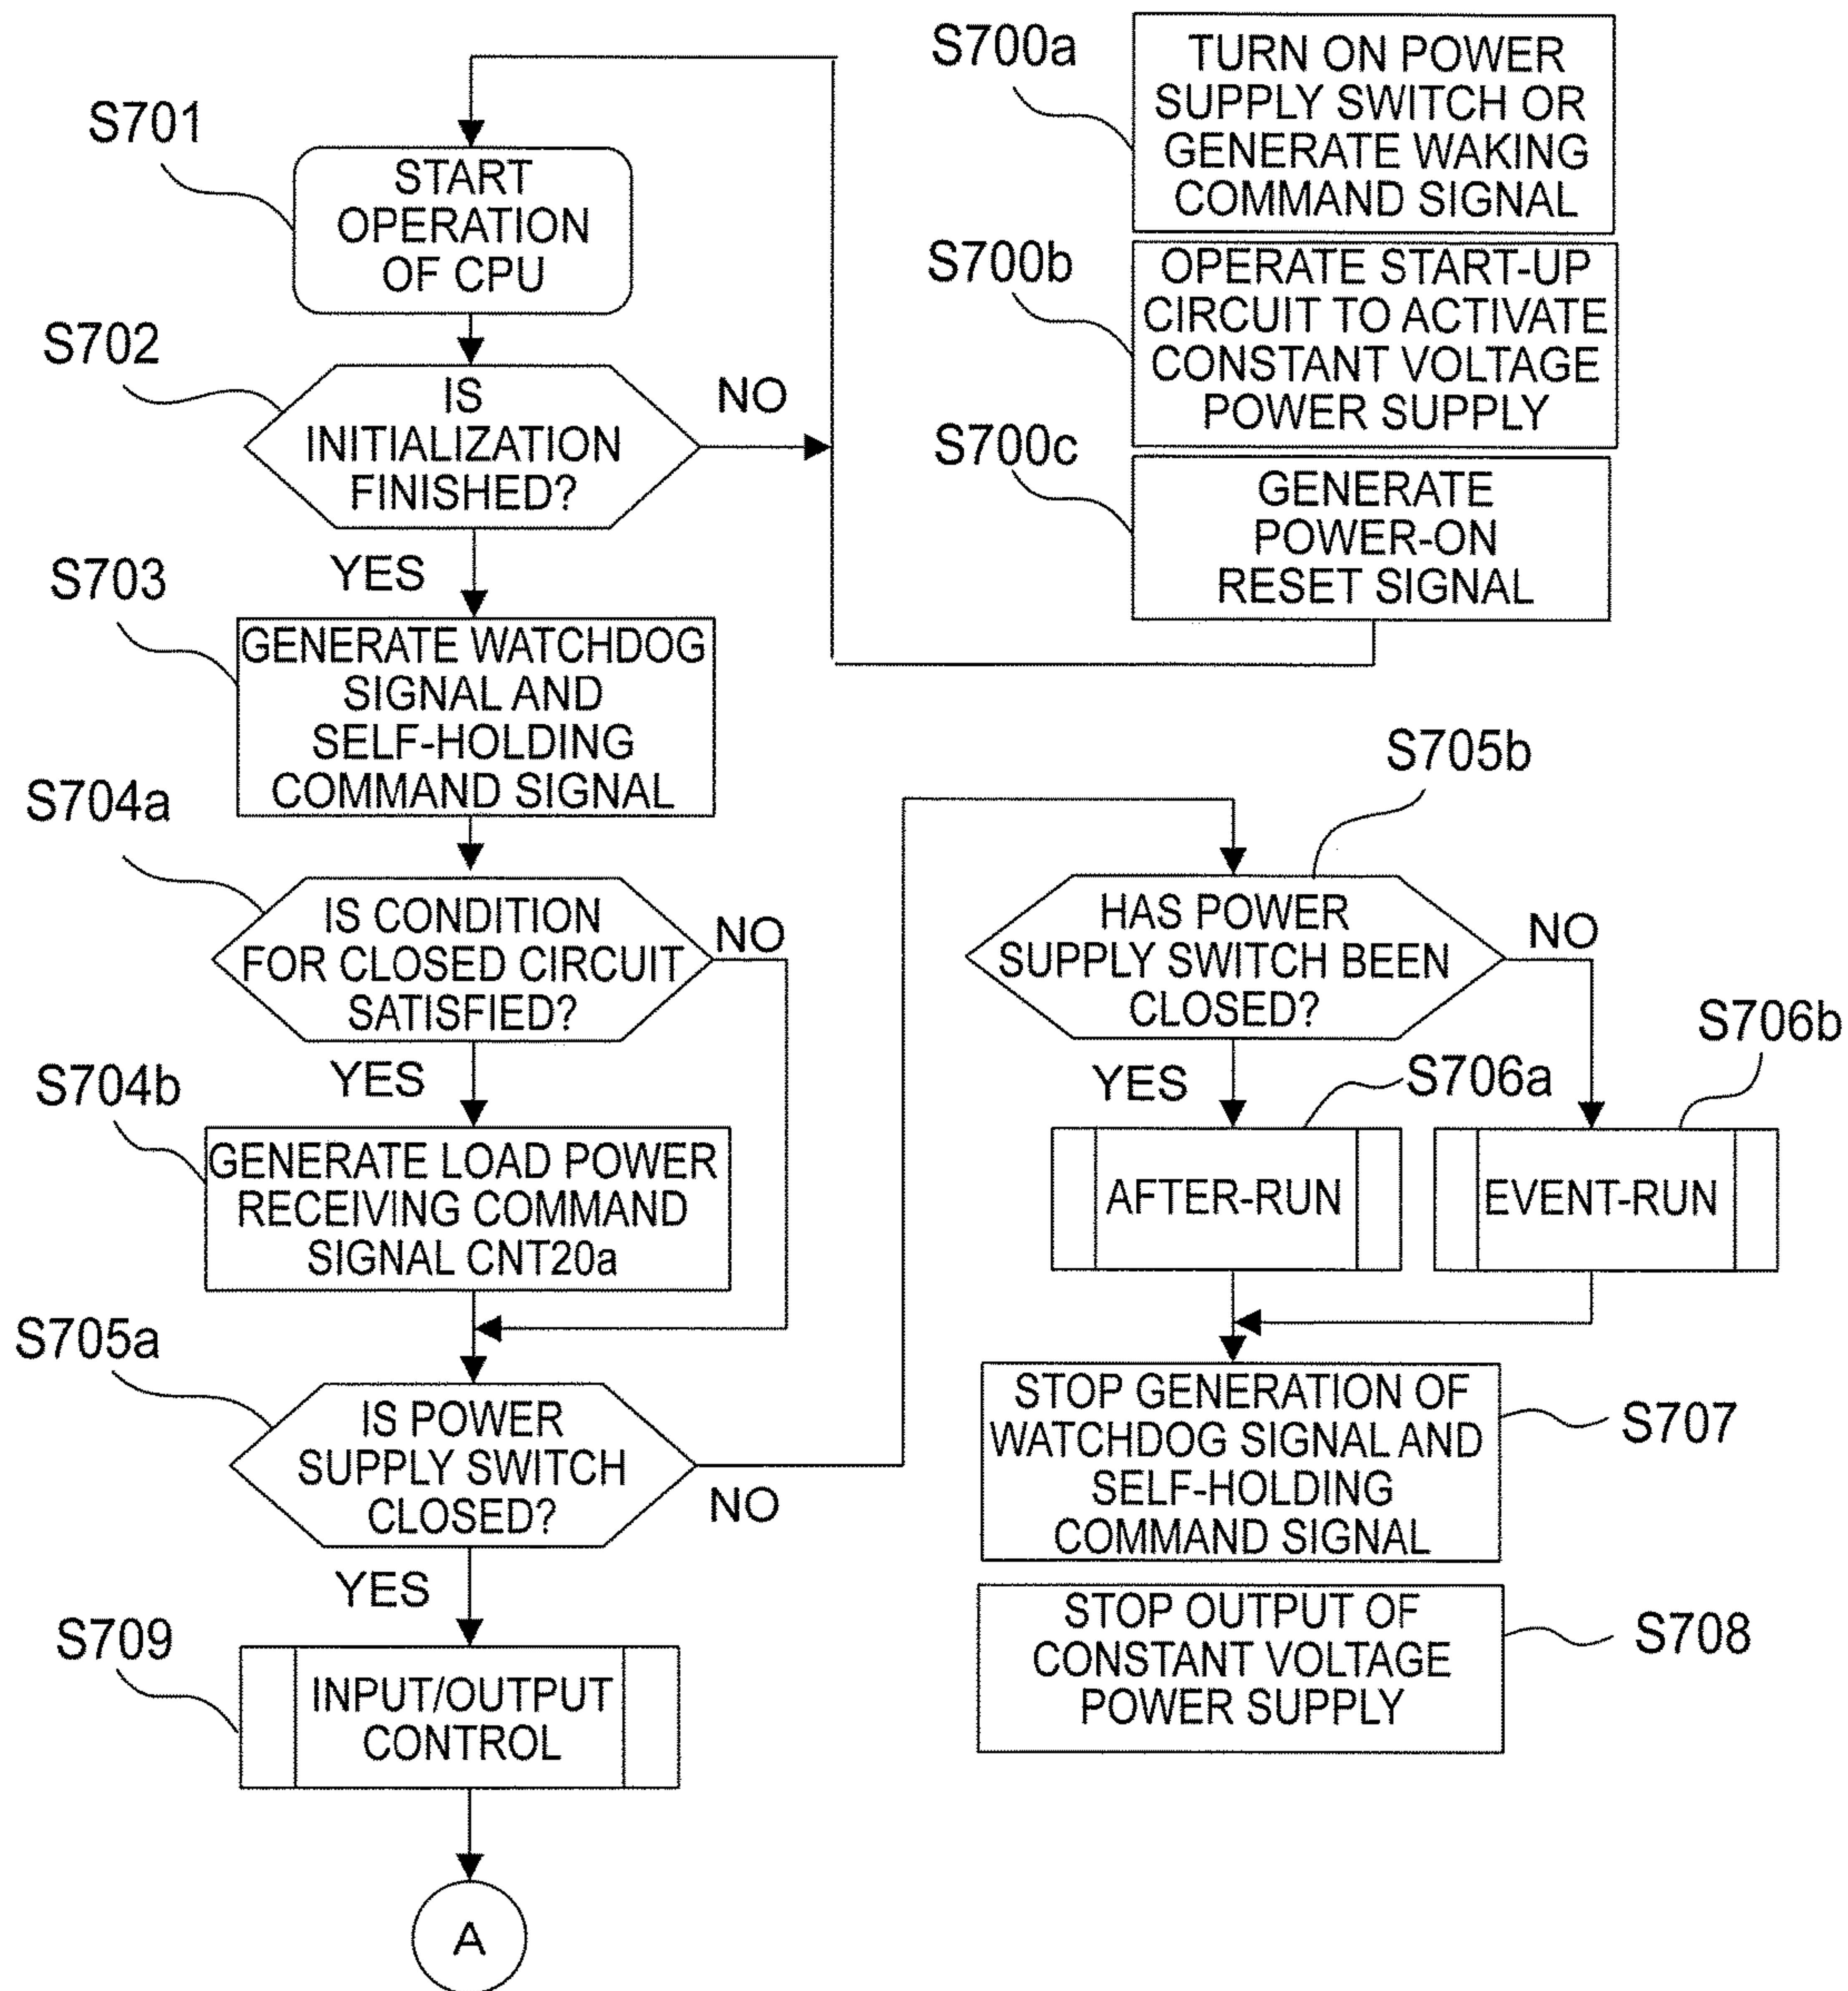 S700a
TURN ON POWER
SUPPLY SWITCH OR
GENERATE WAKING
COMMAND SIGNAL
S700b
OPERATE START-UP
CIRCUIT TO ACTIVATE
CONSTANT VOLTAGE
POWER SUPPLY
S700c
GENERATE
POWER-ON
RESET SIGNAL
S701
START
OPERATION
OF CPU
S702
IS
INITIALIZATION
FINISHED?
NO
YES
S703
GENERATE WATCHDOG
SIGNAL AND
SELF-HOLDING
COMMAND SIGNAL
S704a
IS CONDITION
FOR CLOSED CIRCUIT
SATISFIED?
NO
YES
S704b
GENERATE LOAD POWER
RECEIVING COMMAND
SIGNAL CNT20a
S705a
IS POWER
SUPPLY SWITCH
CLOSED?
NO
YES
S709
INPUT/OUTPUT
CONTROL
A
S705b
HAS POWER
SUPPLY SWITCH BEEN
CLOSED?
NO
YES
S706a
AFTER-RUN
S706b
EVENT-RUN
STOP GENERATION OF
WATCHDOG SIGNAL AND
SELF-HOLDING
COMMAND SIGNAL
S707
STOP OUTPUT OF
CONSTANT VOLTAGE
POWER SUPPLY
S708